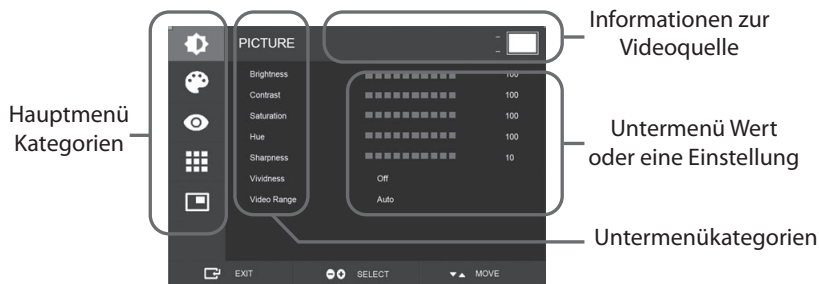 Informationen zur
Videoquelle
PICTURE
Brightness 100
Contrast 100
Saturation 100
Hue 100
Sharpness 10
Vividness Off
Video Range Auto
Hauptmenü
Kategorien
Untermenü Wert
oder eine Einstellung
Untermenükategorien
EXIT SELECT MOVE